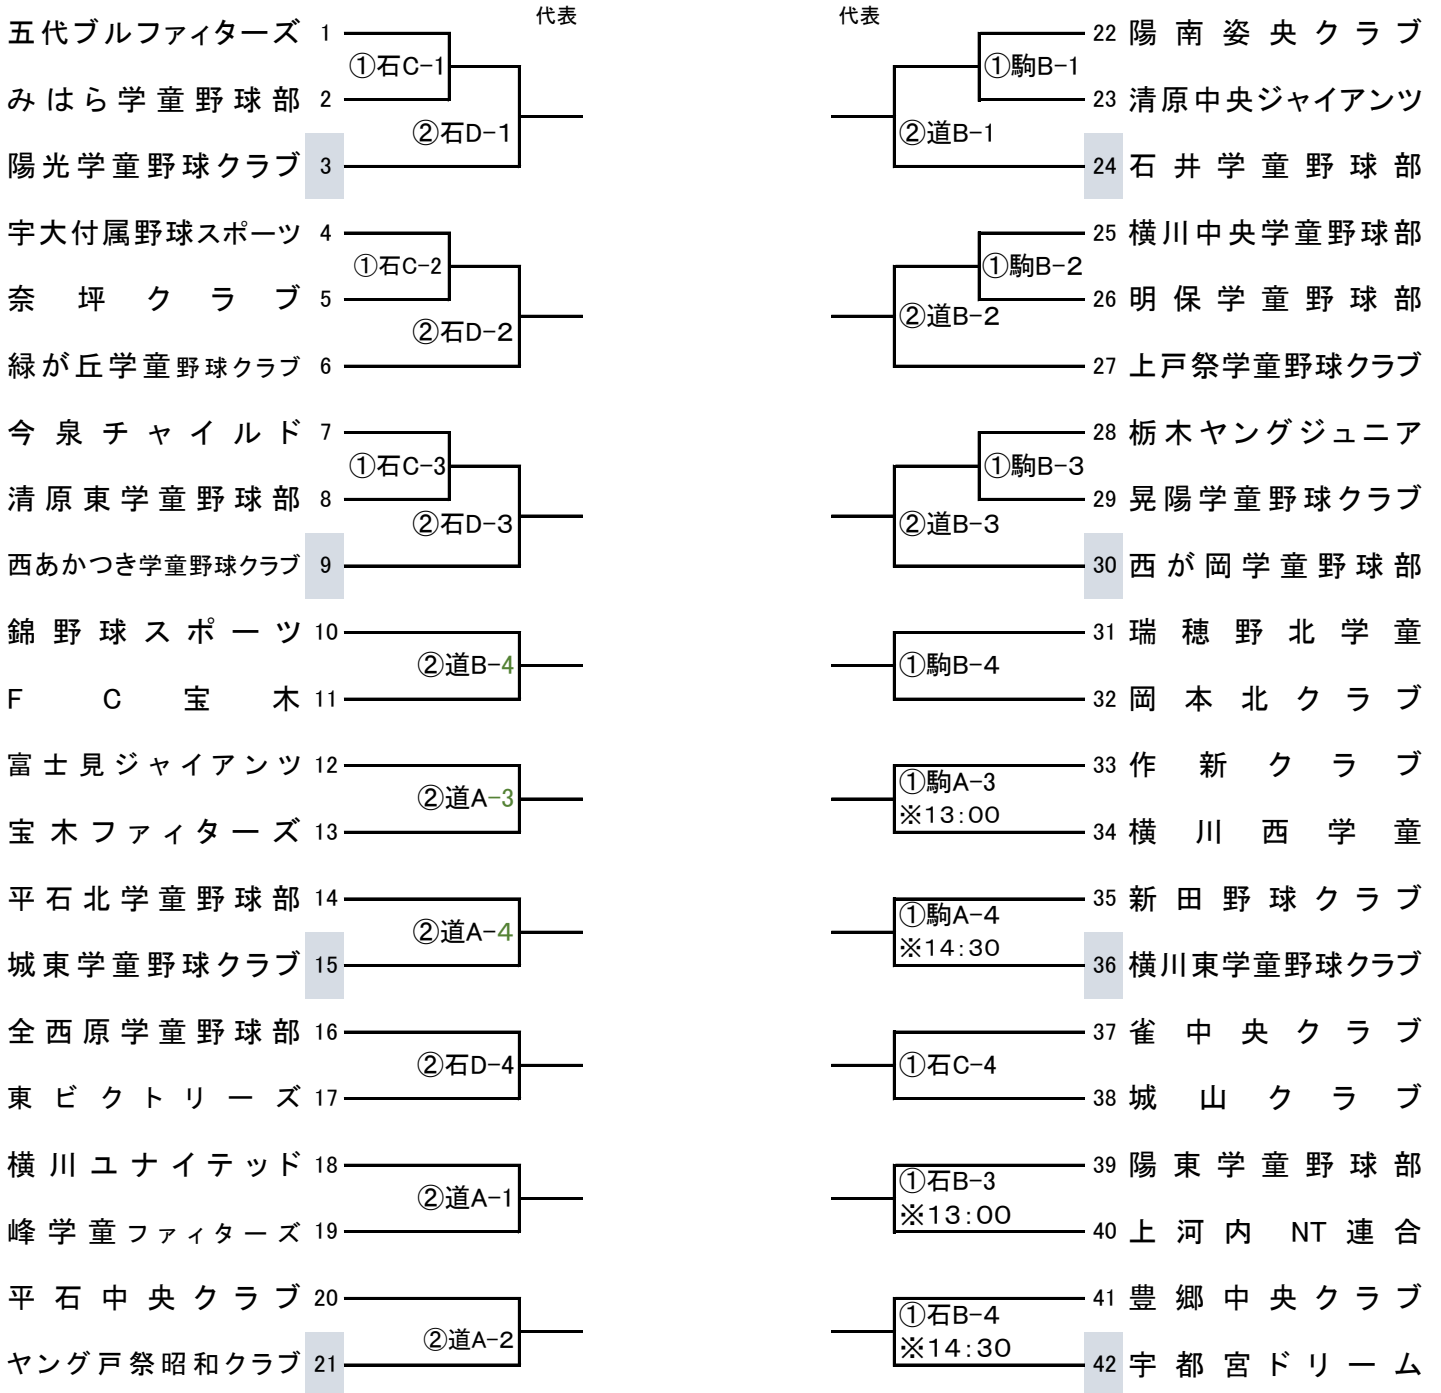 代表
五代ブルファィターズ 1
①石C-1
みはら学童野球部 2
②石D-1
陽光学童野球クラブ 3
宇大付属野球スポーツ 4
①石C-2
奈坪クラブ 5
②石D-2
緑が丘学童野球クラブ 6
今泉チャイルド 7
①石C-3
清原東学童野球部 8
②石D-3
西あかつき学童野球クラブ 9
錦野球スポーツ 10
②道B-4
FC宝木 11
富士見ジャイアンツ 12
②道A-3
宝木ファィターズ 13
平石北学童野球部 14
②道A-4
城東学童野球クラブ 15
全西原学童野球部 16
②石D-4
東ビクトリーズ 17
横川ユナイテッド 18
②道A-1
峰学童ファィターズ 19
平石中央クラブ 20
②道A-2
ヤング戸祭昭和クラブ 21
代表
22 陽南姿央クラブ
①駒B-1
23 清原中央ジャイアンツ
②道B-1
24 石井学童野球部
25 横川中央学童野球部
①駒B-2
26 明保学童野球部
②道B-2
27 上戸祭学童野球クラブ
28 栃木ヤングジュニア
①駒B-3
29 晃陽学童野球クラブ
②道B-3
30 西が岡学童野球部
31 瑞穂野北学童
①駒B-4
32 岡本北クラブ
33 作新クラブ
①駒A-3
※13:00
34 横川西学童
35 新田野球クラブ
①駒A-4
※14:30
36 横川東学童野球クラブ
37 雀中央クラブ
①石C-4
38 城山クラブ
39 陽東学童野球部
①石B-3
※13:00
40 上河内 NT連合
41 豊郷中央クラブ
①石B-4
※14:30
42 宇都宮ドリーム